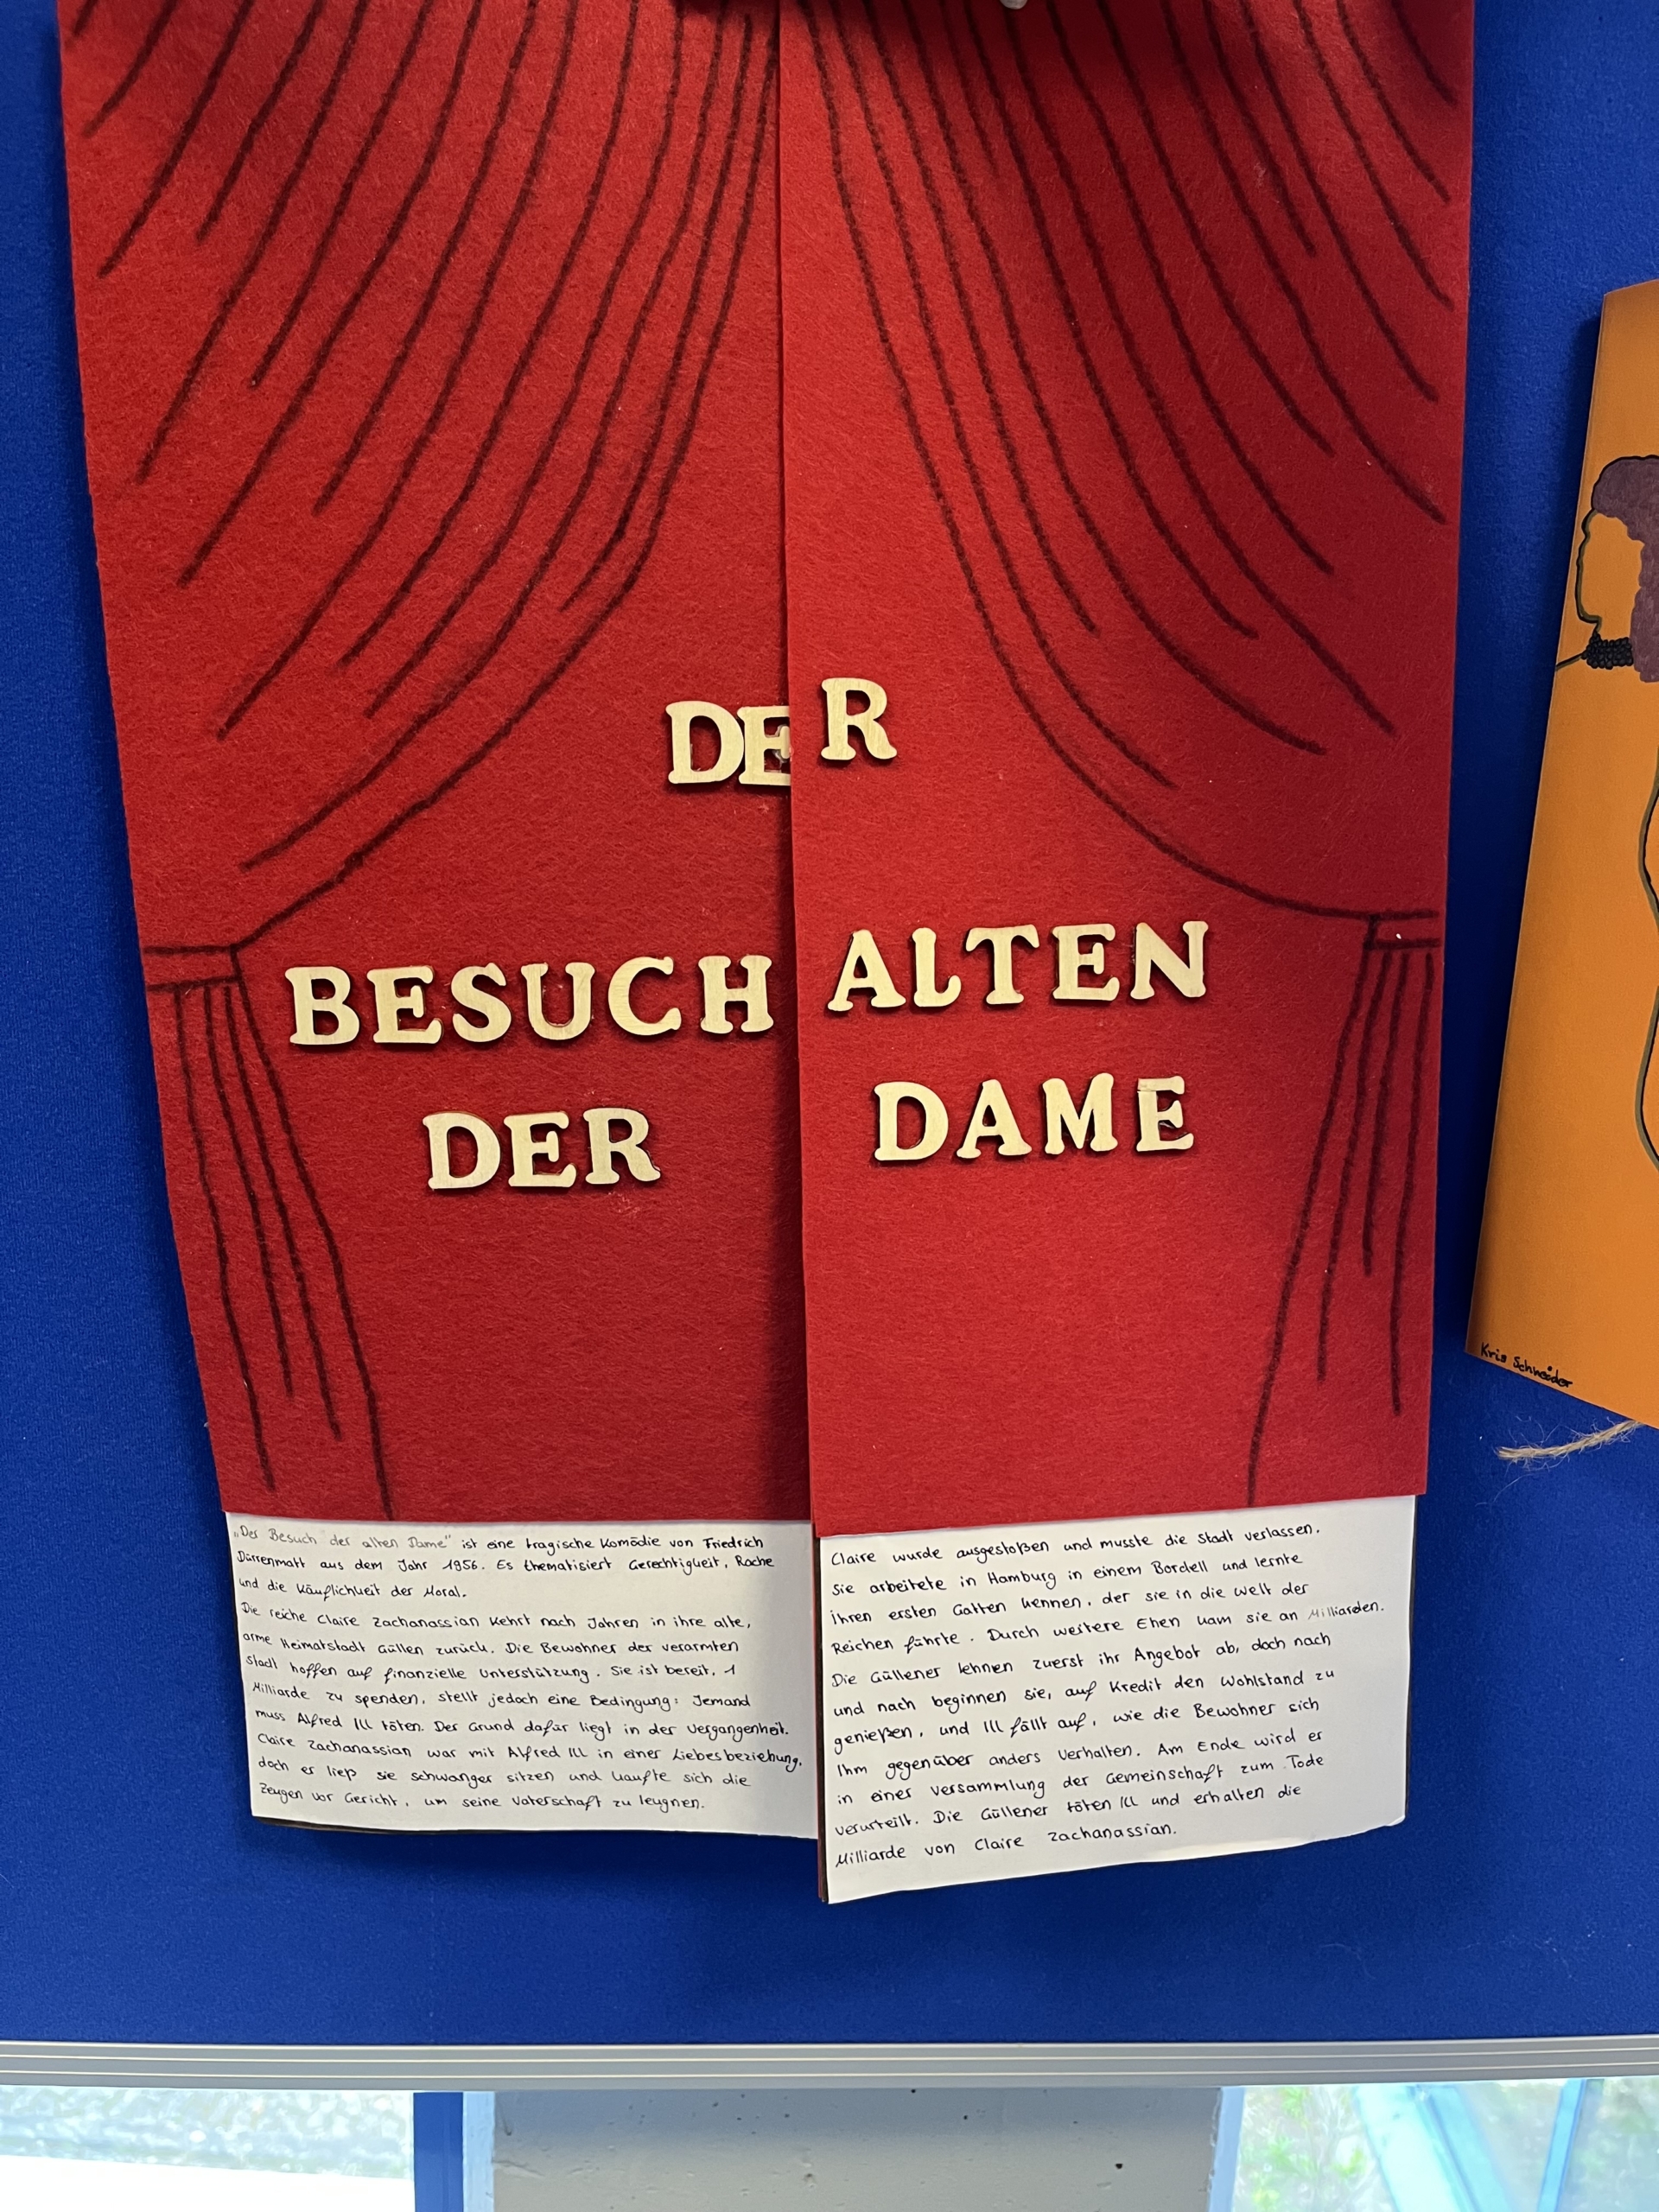 DER
BESUCH
DER
ALTEN
DAME
„Der Besuch der alten Dame" ist eine tragische Komödie von Friedrich
Dürrenmatt aus dem Jahr 1956. Es thematisiert Gerechtigkeit, Rache
und die Käuflichkeit der Moral.
Die reiche Claire Zachanassian kehrt nach Jahren in ihre alte,
arme Heimatstadt Güllen zurück. Die Bewohner der verarmten
Stadt hoffen auf finanzielle Unterstützung. Sie ist bereit, 1
Milliarde zu spenden, stellt jedoch eine Bedingung: Jemand
muss Alfred Ill töten. Der Grund dafür liegt in der Vergangenheit.
Claire Zachanassian war mit Alfred Ill in einer Liebesbeziehung,
doch er ließ sie schwanger sitzen und kaufte sich die
Zeugen vor Gericht, um seine Vaterschaft zu leugnen.
Claire wurde ausgestoßen und musste die Stadt verlassen.
Sie arbeitete in Hamburg in einem Bordell und lernte
ihren ersten Gatten kennen, der sie in die Welt der
Reichen führte. Durch weitere Ehen kam sie an Milliarden.
Die Güllener lehnen zuerst ihr Angebot ab, doch nach
und nach beginnen sie, auf Kredit den Wohlstand zu
genießen, und Ill fällt auf, wie die Bewohner sich
Ihm gegenüber anders Verhalten. Am Ende wird er
in einer Versammlung der Gemeinschaft zum Tode
verurteilt. Die Güllener töten Ill und erhalten die
Milliarde von Claire Zachanassian.
Kris Schneider